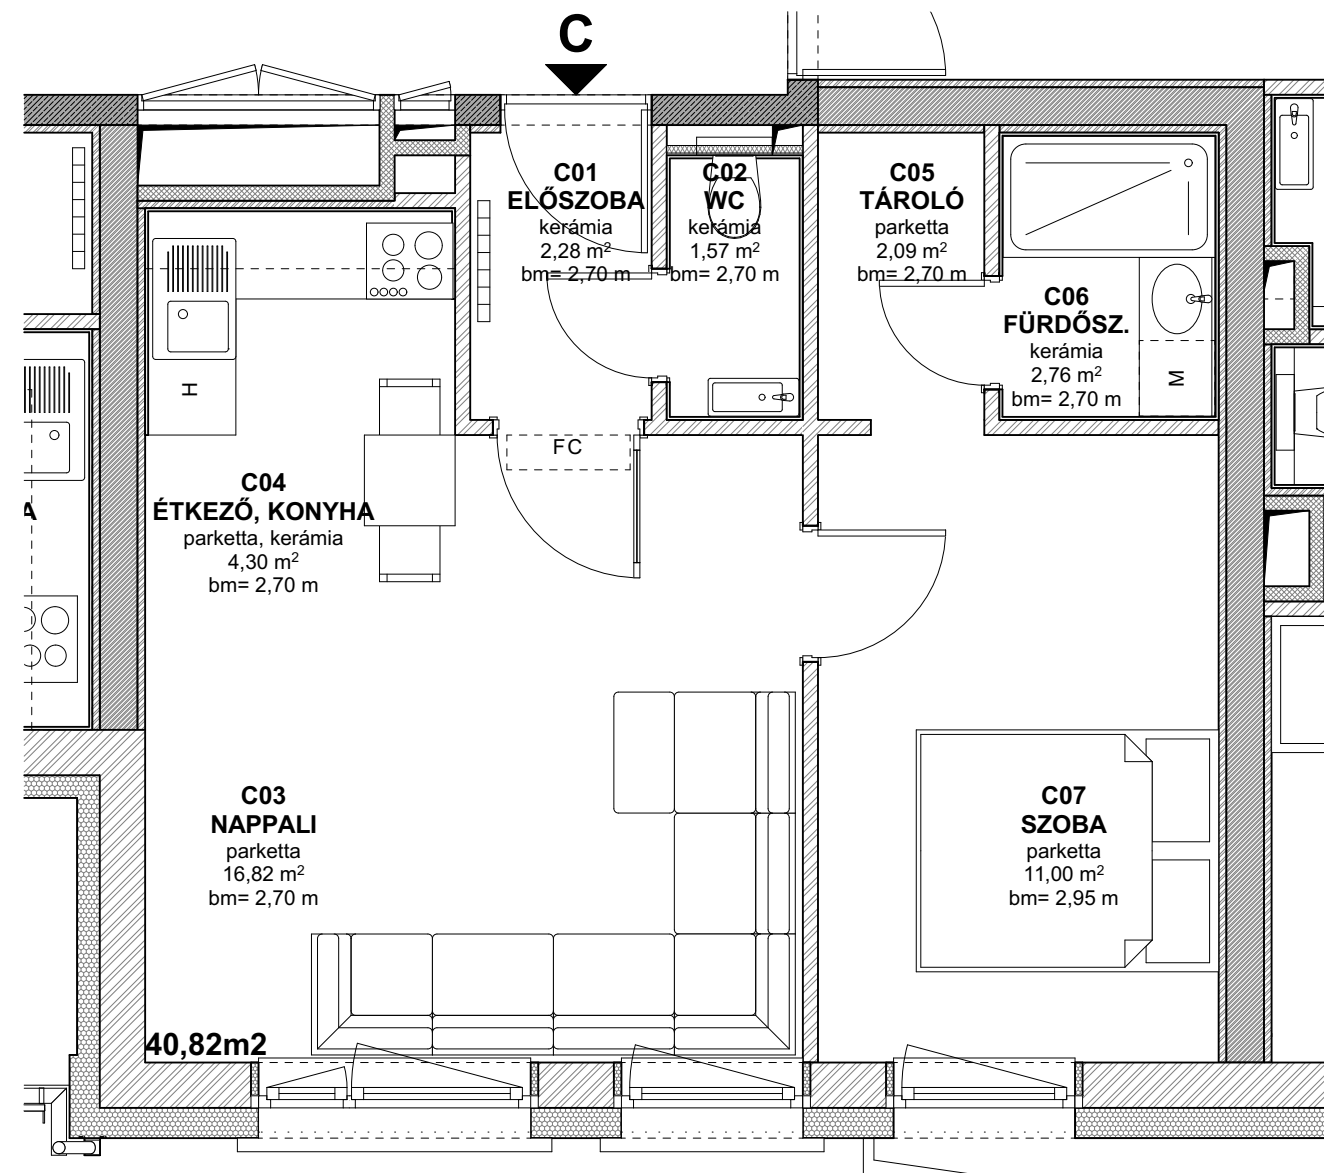 C
C01
ELŐSZOBA
kerámia
2,28 m²
bm= 2,70 m
C02
WC
kerámia
1,57 m²
bm= 2,70 m
C05
TÁROLÓ
parketta
2,09 m²
bm= 2,70 m
C06
FÜRDŐSZ.
kerámia
2,76 m²
bm= 2,70 m
H
M
FC
C04
ÉTKEZŐ, KONYHA
parketta, kerámia
4,30 m²
bm= 2,70 m
A
C03
NAPPALI
parketta
16,82 m²
bm= 2,70 m
C07
SZOBA
parketta
11,00 m²
bm= 2,95 m
40,82m2